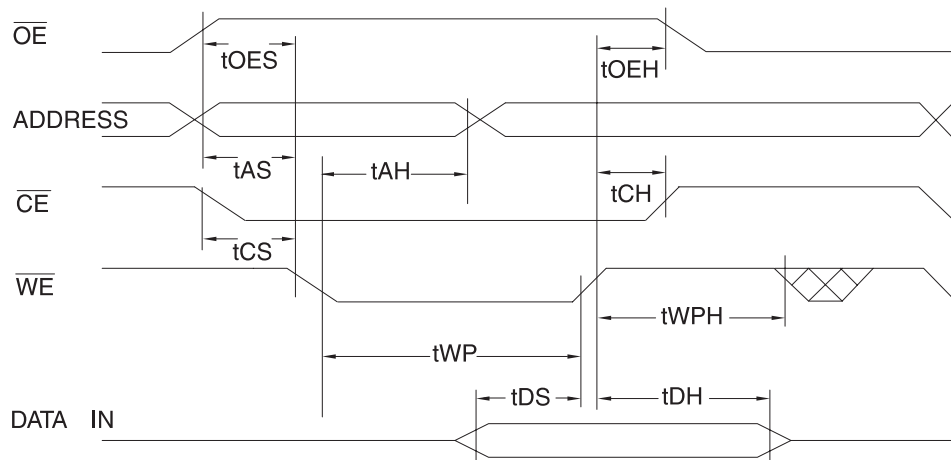 OE
tOES
tOEH
ADDRESS
tAS
tAH
tCH
CE
tCS
WE
tWPH
tWP
tDS
tDH
DATA IN